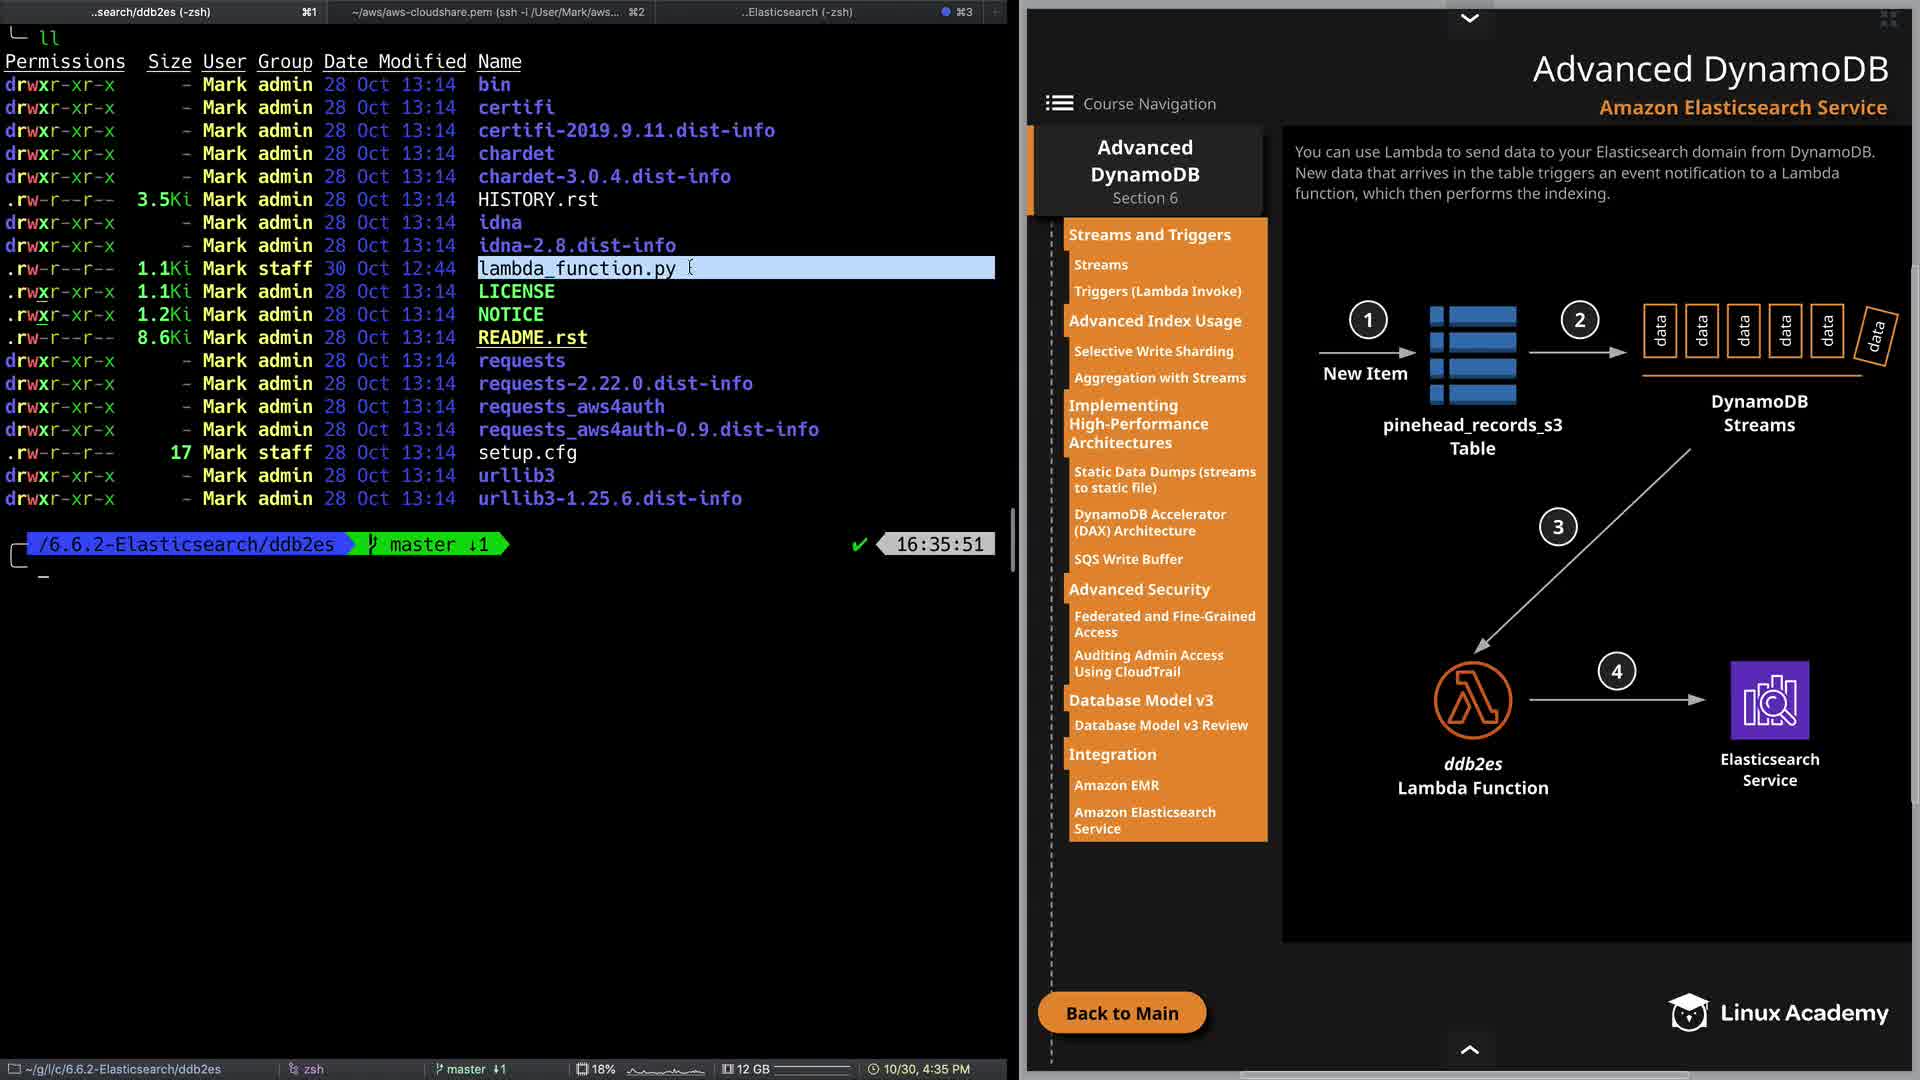 ..search/ddb2es (-zsh) ⌘1 ~/aws/aws-cloudshare.pem (ssh -i /User/Mark/aws... ⌘2 ..Elasticsearch (-zsh) ⌘3
ll
Permissions Size User Group Date Modified Name
drwxr-xr-x - Mark admin 28 Oct 13:14 bin
drwxr-xr-x - Mark admin 28 Oct 13:14 certifi
drwxr-xr-x - Mark admin 28 Oct 13:14 certifi-2019.9.11.dist-info
drwxr-xr-x - Mark admin 28 Oct 13:14 chardet
drwxr-xr-x - Mark admin 28 Oct 13:14 chardet-3.0.4.dist-info
.rw-r--r-- 3.5Ki Mark admin 28 Oct 13:14 HISTORY.rst
drwxr-xr-x - Mark admin 28 Oct 13:14 idna
drwxr-xr-x - Mark admin 28 Oct 13:14 idna-2.8.dist-info
.rw-r--r-- 1.1Ki Mark staff 30 Oct 12:44 lambda_function.py
.rwxr--r-- 1.1Ki Mark admin 28 Oct 13:14 LICENSE
.rwxr--r-- 1.2Ki Mark admin 28 Oct 13:14 NOTICE
.rw-r--r-- 8.6Ki Mark admin 28 Oct 13:14 README.rst
drwxr-xr-x - Mark admin 28 Oct 13:14 requests
drwxr-xr-x - Mark admin 28 Oct 13:14 requests-2.22.0.dist-info
drwxr-xr-x - Mark admin 28 Oct 13:14 requests_aws4auth
drwxr-xr-x - Mark admin 28 Oct 13:14 requests_aws4auth-0.9.dist-info
.rw-r--r-- 17 Mark staff 28 Oct 13:14 setup.cfg
drwxr-xr-x - Mark admin 28 Oct 13:14 urllib3
drwxr-xr-x - Mark admin 28 Oct 13:14 urllib3-1.25.6.dist-info
/6.6.2-Elasticsearch/ddb2es master ↓1 ✔ 16:35:51
~/g/l/c/6.6.2-Elasticsearch/ddb2es zsh master ↓1 18% 12 GB 10/30, 4:35 PM
Advanced DynamoDB
Amazon Elasticsearch Service
Course Navigation
Advanced
DynamoDB
Section 6
Streams and Triggers
Streams
Triggers (Lambda Invoke)
Advanced Index Usage
Selective Write Sharding
Aggregation with Streams
Implementing
High-Performance
Architectures
Static Data Dumps (streams
to static file)
DynamoDB Accelerator
(DAX) Architecture
SQS Write Buffer
Advanced Security
Federated and Fine-Grained
Access
Auditing Admin Access
Using CloudTrail
Database Model v3
Database Model v3 Review
Integration
Amazon EMR
Amazon Elasticsearch
Service
Back to Main
You can use Lambda to send data to your Elasticsearch domain from DynamoDB.
New data that arrives in the table triggers an event notification to a Lambda
function, which then performs the indexing.
1
New Item
pinehead_records_s3
Table
2
data data data data data data
DynamoDB
Streams
3
4
ddb2es
Lambda Function
Elasticsearch
Service
Linux Academy